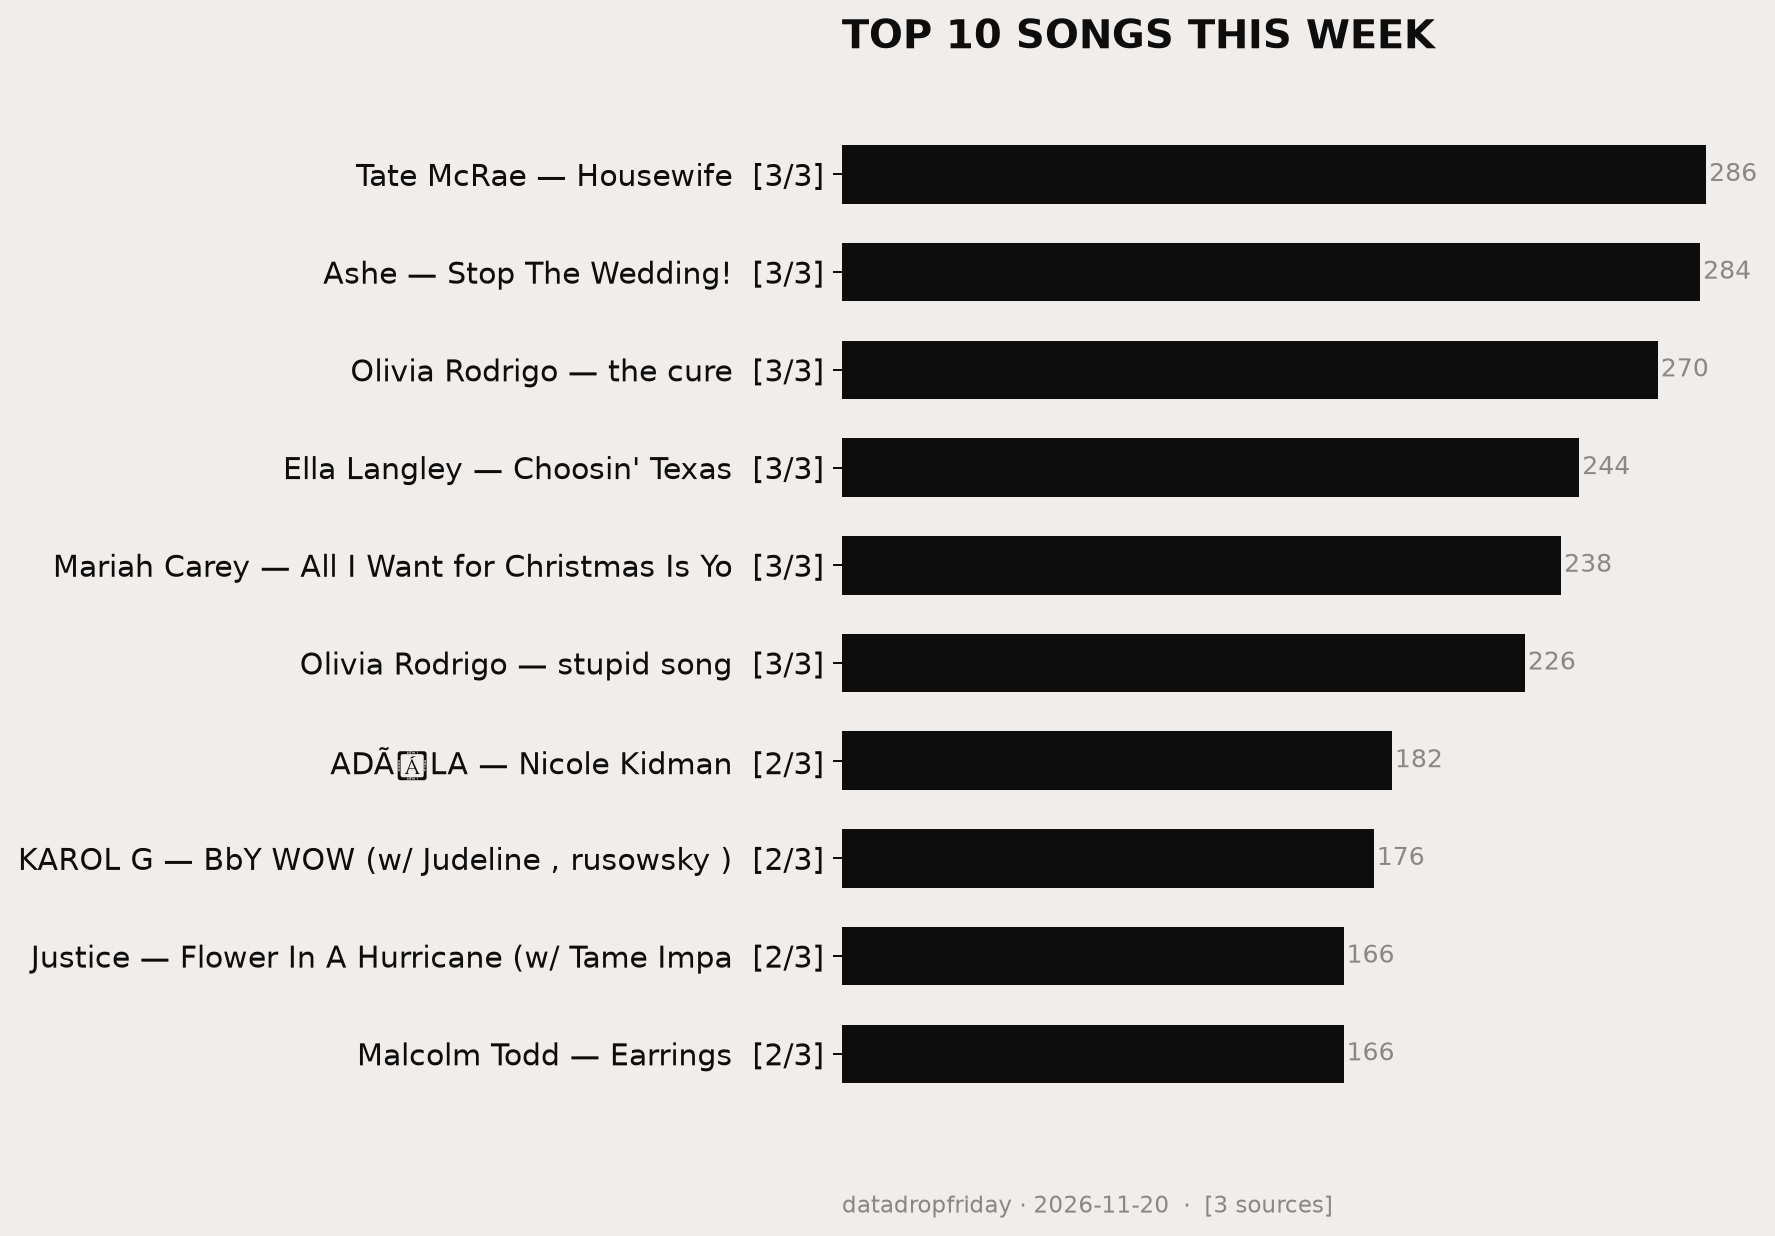 TOP 10 SONGS THIS WEEK
Tate McRae — Housewife [3/3] 286
Ashe — Stop The Wedding! [3/3] 284
Olivia Rodrigo — the cure [3/3] 270
Ella Langley — Choosin' Texas [3/3] 244
Mariah Carey — All I Want for Christmas Is Yo [3/3] 238
Olivia Rodrigo — stupid song [3/3] 226
— Nicole Kidman [2/3] 182
KAROL G — BbY WOW (w/ Judeline , rusowsky ) [2/3] 176
Justice — Flower In A Hurricane (w/ Tame Impa [2/3] 166
Malcolm Todd — Earrings [2/3] 166
datadropfriday · 2026-11-20 · [3 sources]